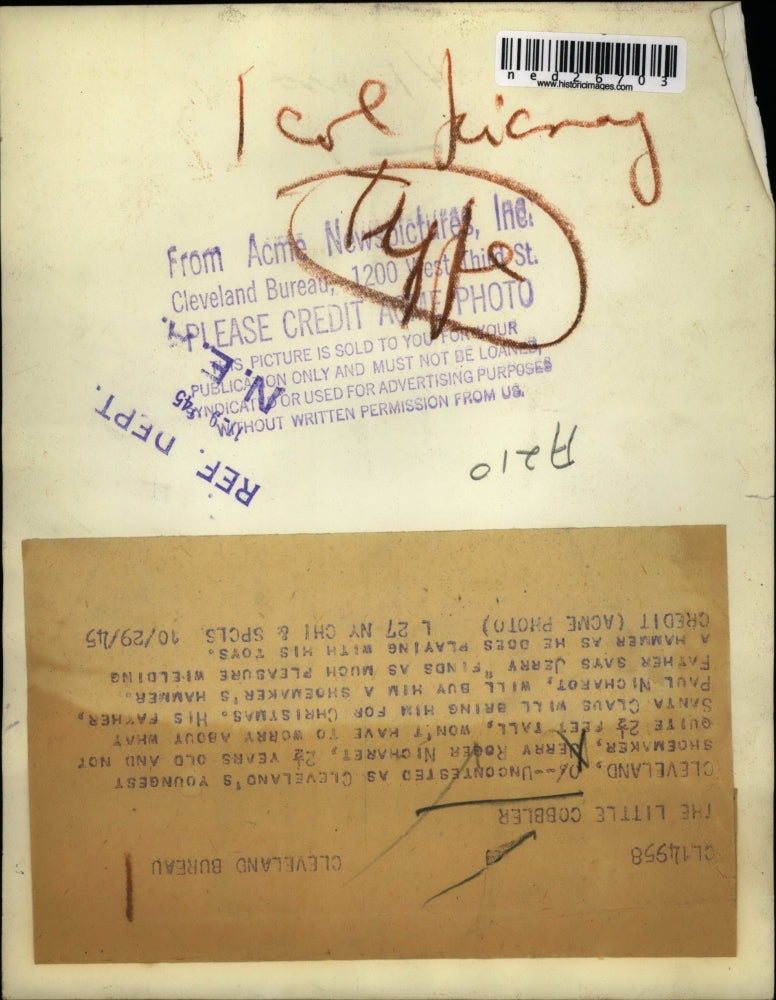 ned26703
www.historicimages.com
1 col
type
From Acme Newspictures, Inc.
Cleveland Bureau, 1200 West Third St.
PLEASE CREDIT ACME PHOTO
THIS PICTURE IS SOLD TO YOU FOR YOUR
PUBLICATION ONLY AND MUST NOT BE LOANED,
SYNDICATED OR USED FOR ADVERTISING PURPOSES
WITHOUT WRITTEN PERMISSION FROM US.
N.E.A.
REF. DEPT.
A210
CL14958 CLEVELAND BUREAU
THE LITTLE COBBLER
CLEVELAND, O.--UNCONTESTED AS CLEVELAND'S YOUNGEST
SHOEMAKER, JERRY ROGER NICHARET, 2½ YEARS OLD AND NOT
QUITE 2½ FEET TALL, WON'T HAVE TO WORRY ABOUT WHAT
SANTA CLAUS WILL BRING HIM FOR CHRISTMAS. HIS FATHER,
PAUL NICHAROT, WILL BUY HIM A SHOEMAKER'S HAMMER.
FATHER SAYS JERRY "FINDS AS MUCH PLEASURE WIELDING
A HAMMER AS HE DOES PLAYING WITH HIS TOYS.
CREDIT (ACME PHOTO) L 27 NY CHI & SPCLS 10/29/45